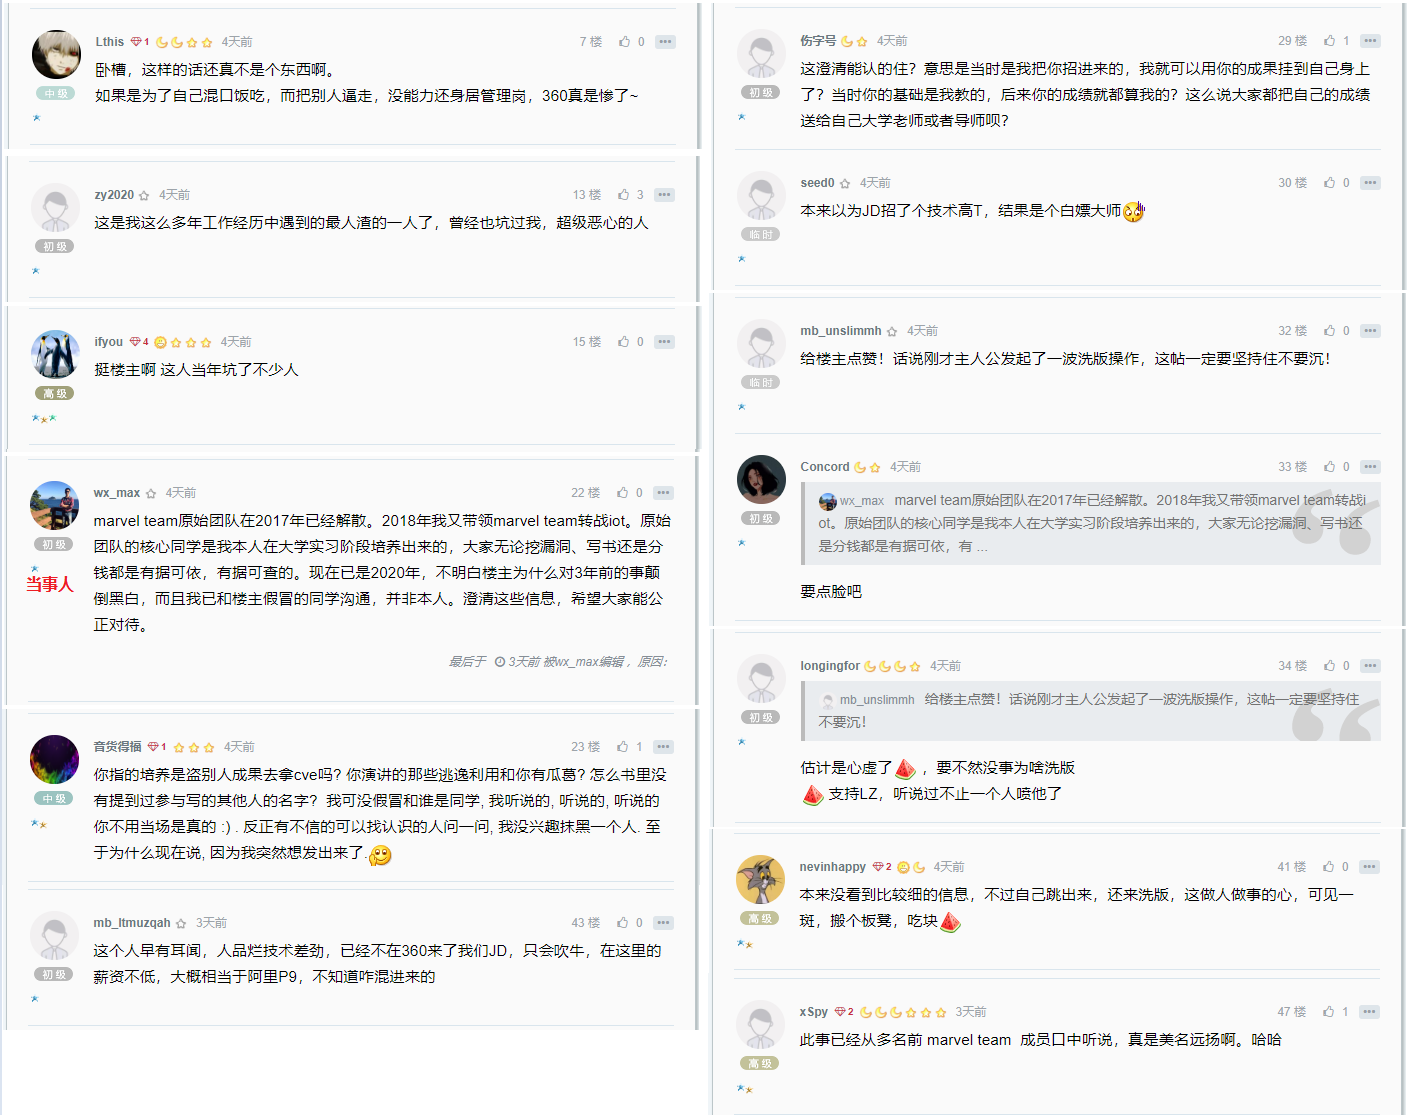 Lthis 1 4天前 7 楼 0
中级
卧槽，这样的话还真不是个东西啊。
如果是为了自己混口饭吃，而把别人逼走，没能力还身居管理岗，360真是惨了~
zy2020 4天前 13 楼 3
初级
这是我这么多年工作经历中遇到的最人渣的一人了，曾经也坑过我，超级恶心的人
ifyou 4 4天前 15 楼 0
高级
挺楼主啊 这人当年坑了不少人
wx_max 4天前 22 楼 0
初级
当事人
marvel team原始团队在2017年已经解散。2018年我又带领marvel team转战iot。原始
团队的核心同学是我本人在大学实习阶段培养出来的，大家无论挖漏洞、写书还是分
钱都是有据可依，有据可查的。现在已是2020年，不明白楼主为什么对3年前的事颠
倒黑白，而且我已和楼主假冒的同学沟通，并非本人。澄清这些信息，希望大家能公
正对待。
最后于 3天前 被wx_max编辑 ，原因：
音货得福 1 4天前 23 楼 1
中级
你指的培养是盗别人成果去拿cve吗? 你演讲的那些逃逸利用和你有瓜葛? 怎么书里没
有提到过参与写的其他人的名字？ 我可没假冒和谁是同学, 我听说的, 听说的, 听说的
你不用当场是真的 :) . 反正有不信的可以找认识的人问一问, 我没兴趣抹黑一个人. 至
于为什么现在说, 因为我突然想发出来了.
mb_ltmuzqah 3天前 43 楼 0
初级
这个人早有耳闻，人品烂技术差劲，已经不在360来了我们JD，只会吹牛，在这里的
薪资不低，大概相当于阿里P9，不知道咋混进来的
伤字号 4天前 29 楼 1
初级
这澄清能认的住？意思是当时是我把你招进来的，我就可以用你的成果挂到自己身上
了？当时你的基础是我教的，后来你的成绩就都算我的？这么说大家都把自己的成绩
送给自己大学老师或者导师呗？
seed0 4天前 30 楼 0
临时
本来以为JD招了个技术高T，结果是个白嫖大师
mb_unslimmh 4天前 32 楼 0
临时
给楼主点赞！话说刚才主人公发起了一波洗版操作，这帖一定要坚持住不要沉！
Concord 4天前 33 楼 0
初级
wx_max marvel team原始团队在2017年已经解散。2018年我又带领marvel team转战i
ot。原始团队的核心同学是我本人在大学实习阶段培养出来的，大家无论挖漏洞、写书还
是分钱都是有据可依，有 ...
要点脸吧
longingfor 4天前 34 楼 0
初级
mb_unslimmh 给楼主点赞！话说刚才主人公发起了一波洗版操作，这帖一定要坚持住
不要沉！
估计是心虚了 ，要不然没事为啥洗版
支持LZ，听说过不止一个人喷他了
nevinhappy 2 4天前 41 楼 0
高级
本来没看到比较细的信息，不过自己跳出来，还来洗版，这做人做事的心，可见一
斑，搬个板凳，吃块
xSpy 2 3天前 47 楼 1
高级
此事已经从多名前 marvel team 成员口中听说，真是美名远扬啊。哈哈